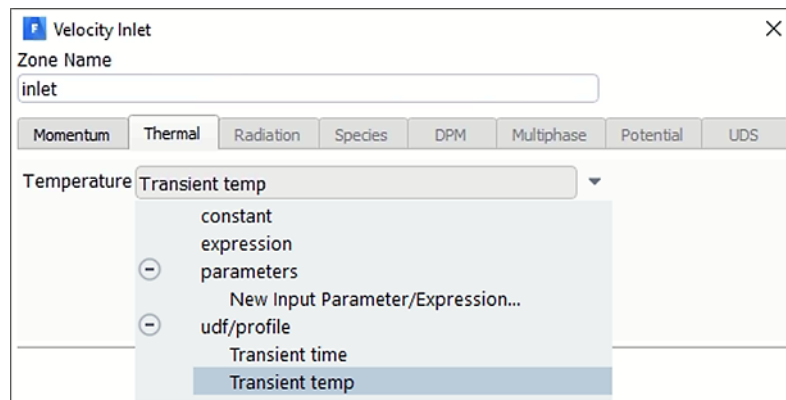 Velocity Inlet
Zone Name
inlet
Momentum Thermal Radiation Species DPM Multiphase Potential UDS
Temperature Transient temp
constant
expression
parameters
New Input Parameter/Expression...
udf/profile
Transient time
Transient temp